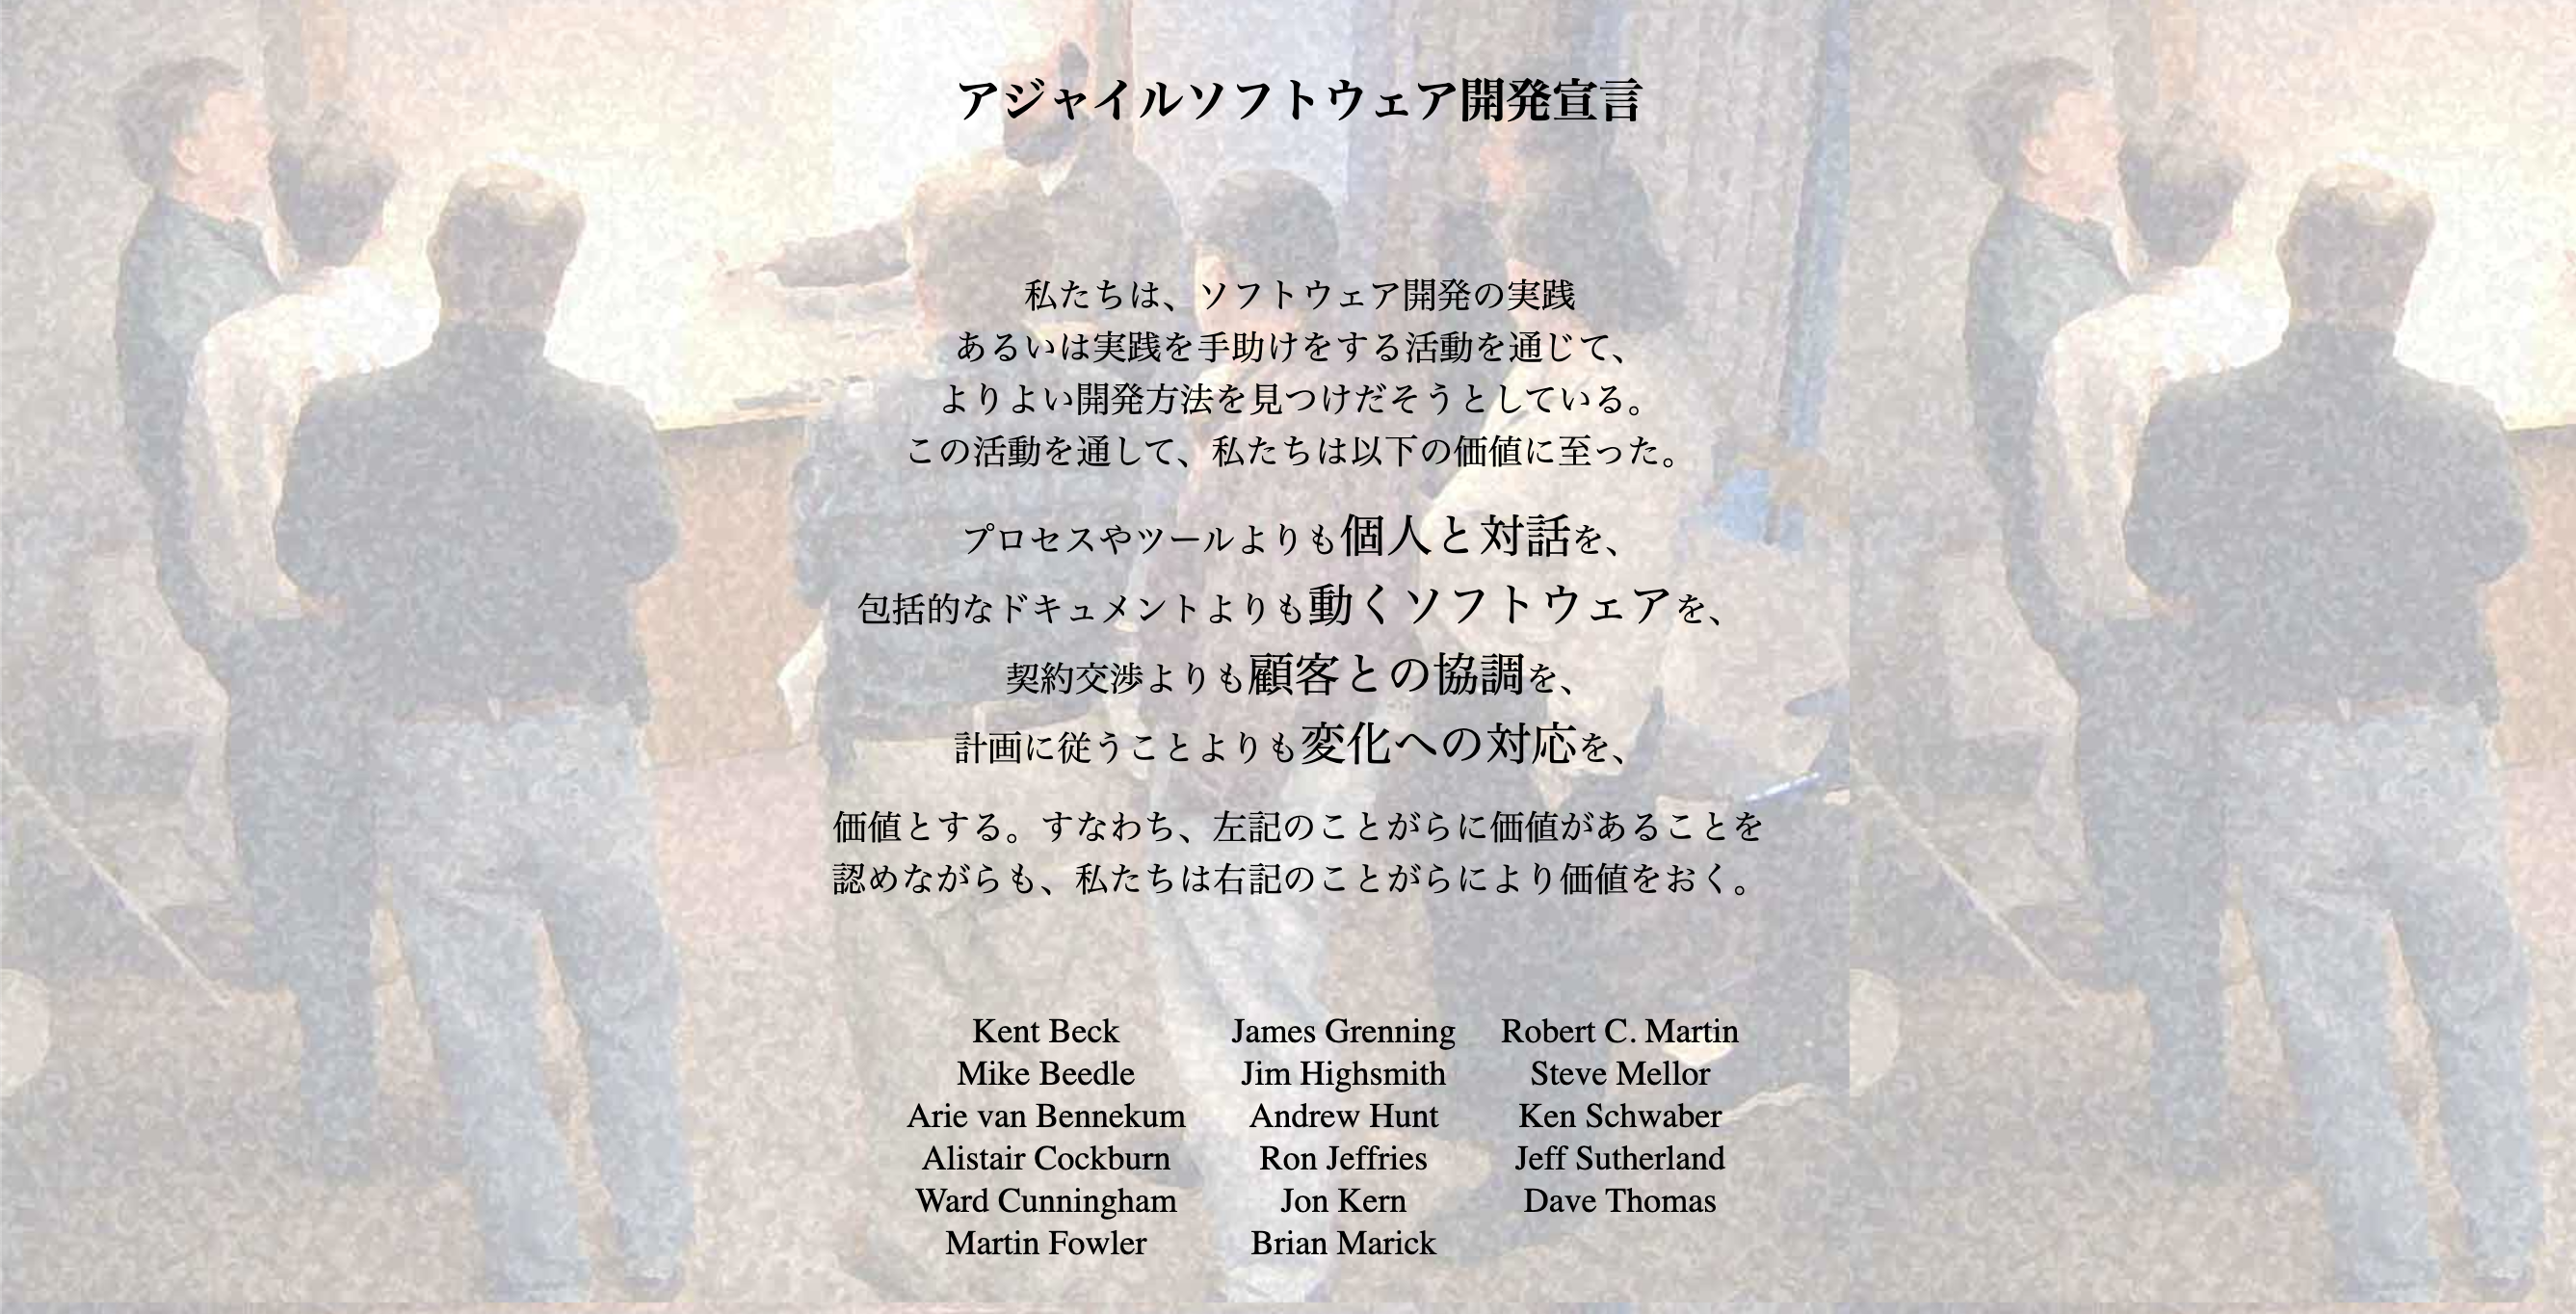 アジャイルソフトウェア開発宣言
私たちは、ソフトウェア開発の実践
あるいは実践を手助けをする活動を通じて、
よりよい開発方法を見つけだそうとしている。
この活動を通して、私たちは以下の価値に至った。
プロセスやツールよりも個人と対話を、
包括的なドキュメントよりも動くソフトウェアを、
契約交渉よりも顧客との協調を、
計画に従うことよりも変化への対応を、
価値とする。すなわち、左記のことがらに価値があることを
認めながらも、私たちは右記のことがらにより価値をおく。
Kent Beck
Mike Beedle
Arie van Bennekum
Alistair Cockburn
Ward Cunningham
Martin Fowler
James Grenning
Jim Highsmith
Andrew Hunt
Ron Jeffries
Jon Kern
Brian Marick
Robert C. Martin
Steve Mellor
Ken Schwaber
Jeff Sutherland
Dave Thomas